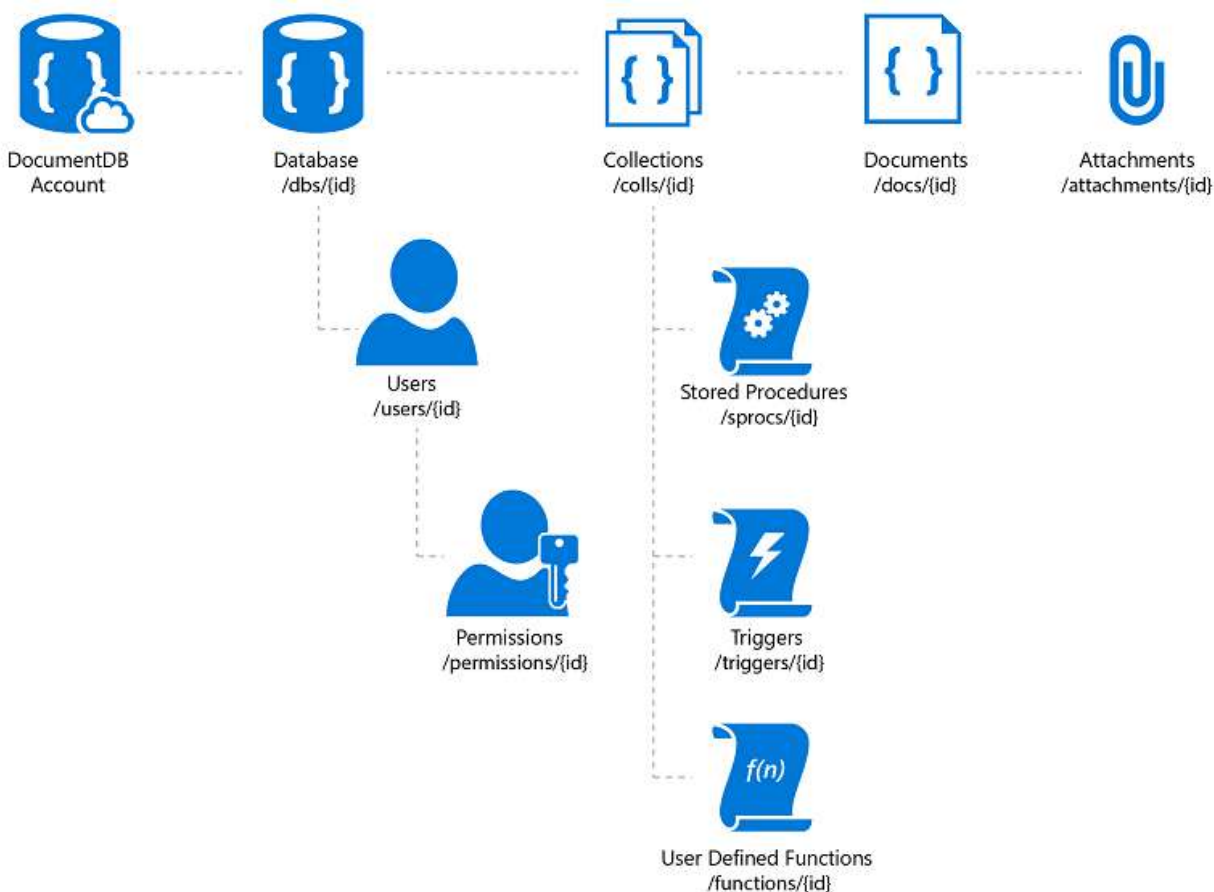 { }
{ }
{ }
{ }
DocumentDB
Account
Database
/dbs/{id}
Collections
/colls/{id}
Documents
/docs/{id}
Attachments
/attachments/{id}
Users
/users/{id}
Stored Procedures
/sprocs/{id}
Permissions
/permissions/{id}
Triggers
/triggers/{id}
f(n)
User Defined Functions
/functions/{id}